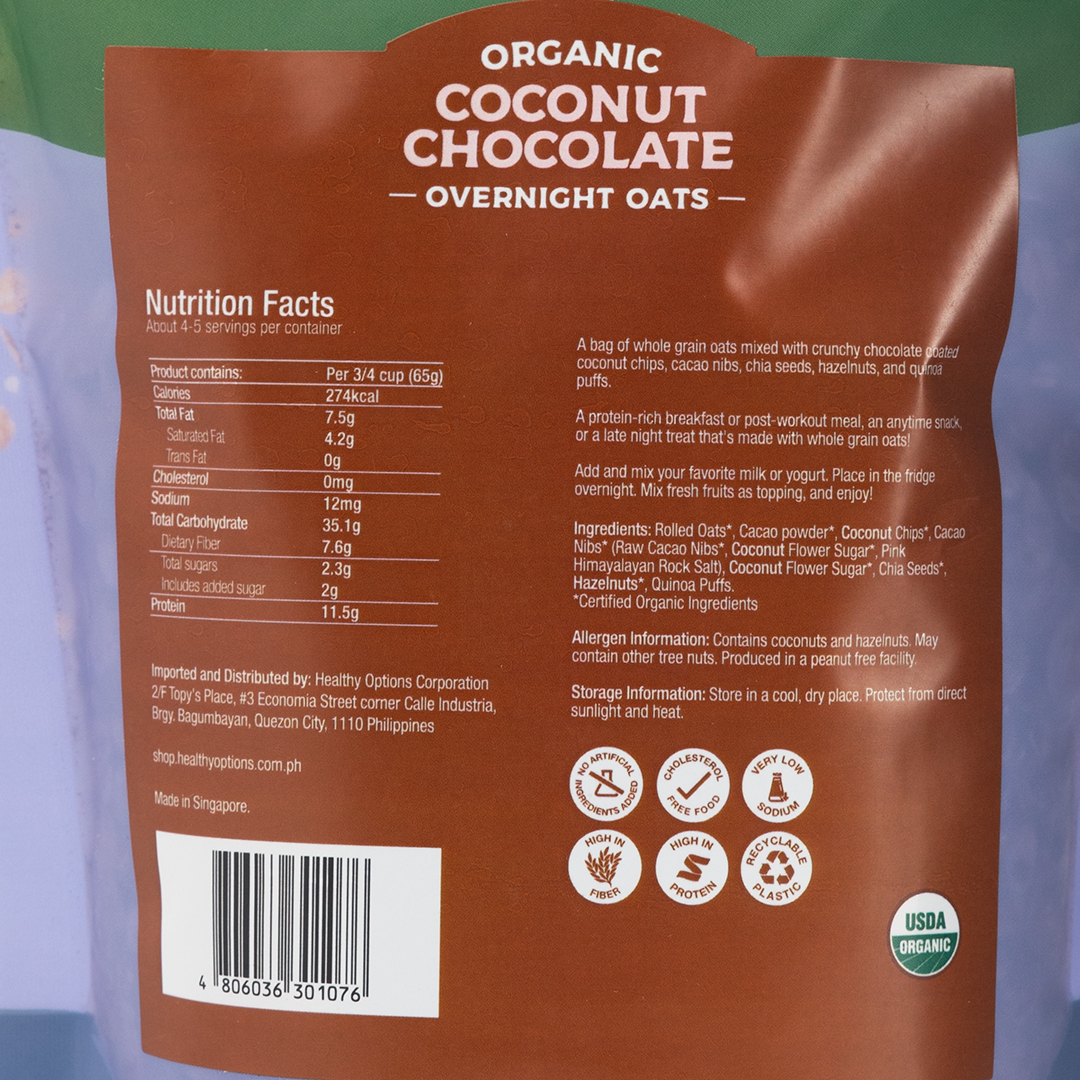 ORGANIC
COCONUT
CHOCOLATE
— OVERNIGHT OATS —
Nutrition Facts
About 4-5 servings per container
Product contains: Per 3/4 cup (65g)
Calories 274kcal
Total Fat 7.5g
Saturated Fat 4.2g
Trans Fat 0g
Cholesterol 0mg
Sodium 12mg
Total Carbohydrate 35.1g
Dietary Fiber 7.6g
Total sugars 2.3g
Includes added sugar 2g
Protein 11.5g
Imported and Distributed by: Healthy Options Corporation
2/F Topy's Place, #3 Economia Street corner Calle Industria,
Brgy. Bagumbayan, Quezon City, 1110 Philippines
shop.healthyoptions.com.ph
Made in Singapore.
4 806036 301076
A bag of whole grain oats mixed with crunchy chocolate coated
coconut chips, cacao nibs, chia seeds, hazelnuts, and quinoa
puffs.
A protein-rich breakfast or post-workout meal, an anytime snack,
or a late night treat that's made with whole grain oats!
Add and mix your favorite milk or yogurt. Place in the fridge
overnight. Mix fresh fruits as topping, and enjoy!
Ingredients: Rolled Oats*, Cacao powder*, Coconut Chips*, Cacao
Nibs* (Raw Cacao Nibs*, Coconut Flower Sugar*, Pink
Himayalayan Rock Salt), Coconut Flower Sugar*, Chia Seeds*,
Hazelnuts*, Quinoa Puffs.
*Certified Organic Ingredients
Allergen Information: Contains coconuts and hazelnuts. May
contain other tree nuts. Produced in a peanut free facility.
Storage Information: Store in a cool, dry place. Protect from direct
sunlight and heat.
NO ARTIFICIAL
INGREDIENTS ADDED
CHOLESTEROL
FREE FOOD
VERY LOW
SODIUM
HIGH IN
FIBER
HIGH IN
PROTEIN
RECYCLABLE
PLASTIC
USDA
ORGANIC